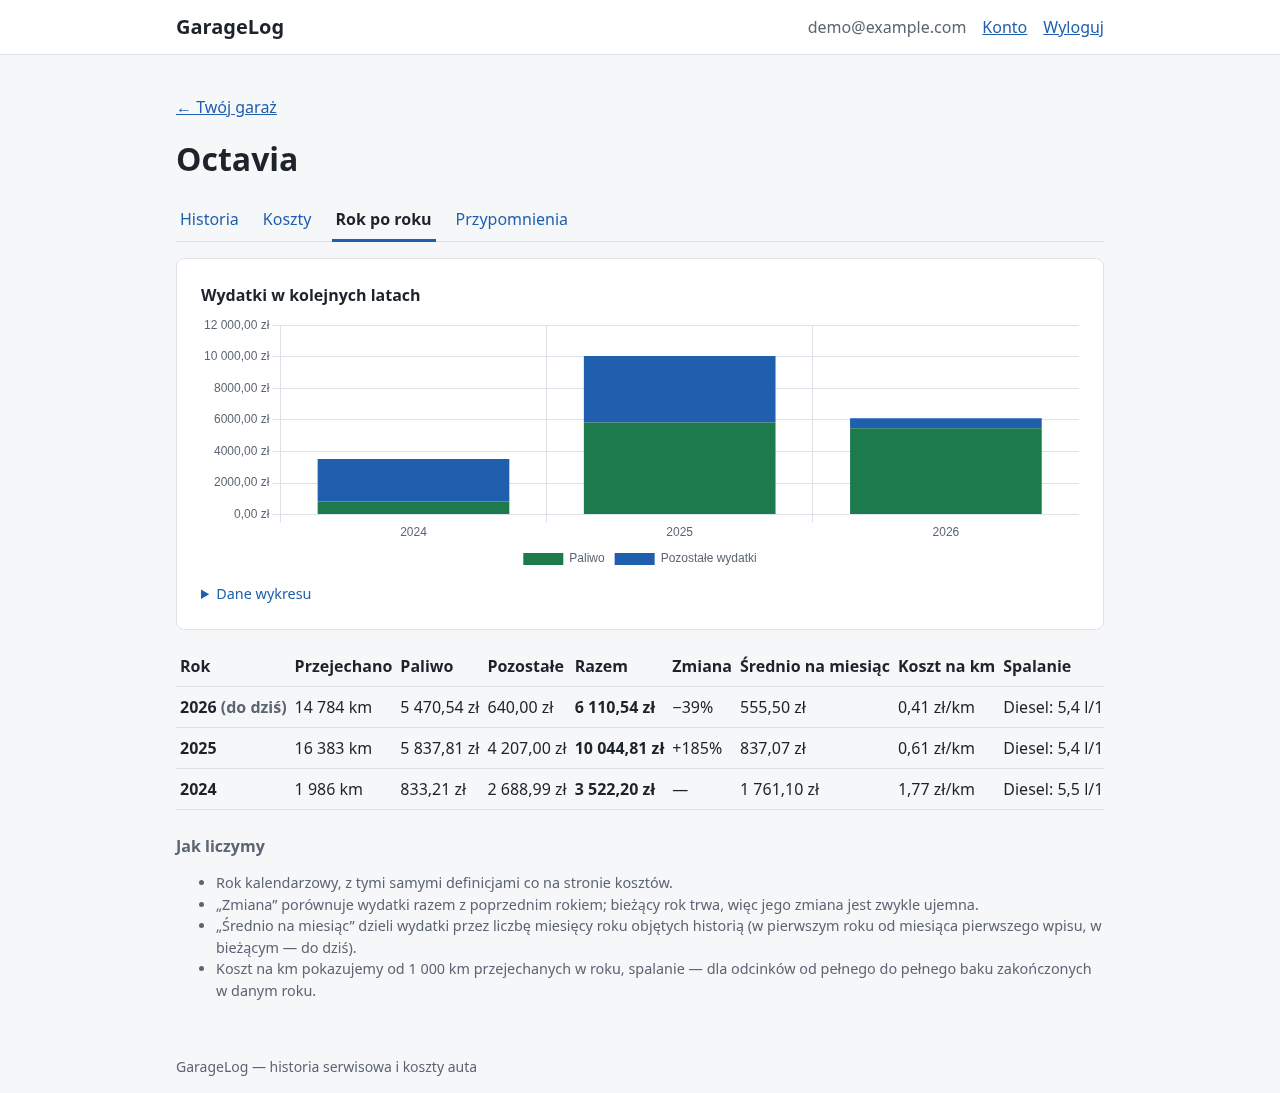 GarageLog
demo@example.com Konto Wyloguj
← Twój garaż
Octavia
Historia Koszty Rok po roku Przypomnienia
Wydatki w kolejnych latach
12 000,00 zł
10 000,00 zł
8000,00 zł
6000,00 zł
4000,00 zł
2000,00 zł
0,00 zł
2024 2025 2026
Paliwo Pozostałe wydatki
▶ Dane wykresu
Rok Przejechano Paliwo Pozostałe Razem Zmiana Średnio na miesiąc Koszt na km Spalanie
2026 (do dziś) 14 784 km 5 470,54 zł 640,00 zł 6 110,54 zł −39% 555,50 zł 0,41 zł/km Diesel: 5,4 l/1
2025 16 383 km 5 837,81 zł 4 207,00 zł 10 044,81 zł +185% 837,07 zł 0,61 zł/km Diesel: 5,4 l/1
2024 1 986 km 833,21 zł 2 688,99 zł 3 522,20 zł — 1 761,10 zł 1,77 zł/km Diesel: 5,5 l/1
Jak liczymy
• Rok kalendarzowy, z tymi samymi definicjami co na stronie kosztów.
• „Zmiana” porównuje wydatki razem z poprzednim rokiem; bieżący rok trwa, więc jego zmiana jest zwykle ujemna.
• „Średnio na miesiąc” dzieli wydatki przez liczbę miesięcy roku objętych historią (w pierwszym roku od miesiąca pierwszego wpisu, w
bieżącym — do dziś).
• Koszt na km pokazujemy od 1 000 km przejechanych w roku, spalanie — dla odcinków od pełnego do pełnego baku zakończonych
w danym roku.
GarageLog — historia serwisowa i koszty auta